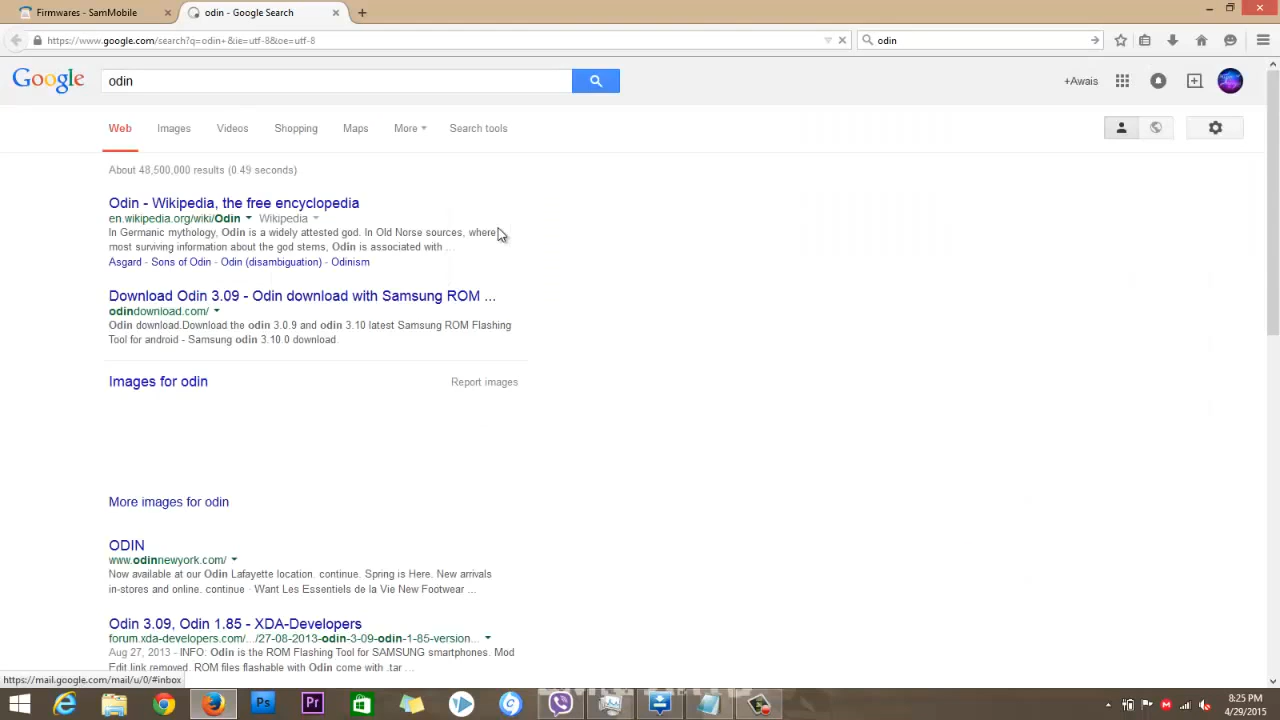 Firmwares - SamMobile
odin - Google Search
https://www.google.com/search?q=odin+&ie=utf-8&oe=utf-8
odin
Google
odin
+Awais
Web
Images
Videos
Shopping
Maps
More
Search tools
About 48,500,000 results (0.49 seconds)
Odin - Wikipedia, the free encyclopedia
en.wikipedia.org/wiki/Odin Wikipedia
In Germanic mythology, Odin is a widely attested god. In Old Norse sources, where
most surviving information about the god stems, Odin is associated with ...
Asgard - Sons of Odin - Odin (disambiguation) - Odinism
Download Odin 3.09 - Odin download with Samsung ROM ...
odindownload.com/
Odin download.Download the odin 3.0.9 and odin 3.10 latest Samsung ROM Flashing
Tool for android - Samsung odin 3.10.0 download.
Images for odin
Report images
More images for odin
ODIN
www.odinnewyork.com/
Now available at our Odin Lafayette location. continue. Spring is Here. New arrivals
in-stores and online. continue · Want Les Essentiels de la Vie New Footwear ...
Odin 3.09, Odin 1.85 - XDA-Developers
forum.xda-developers.com/.../27-08-2013-odin-3-09-odin-1-85-version...
Aug 27, 2013 - INFO: Odin is the ROM Flashing Tool for SAMSUNG smartphones. Mod
Edit link removed. ROM files flashable with Odin come with .tar ...
https://mail.google.com/mail/u/0/#inbox
Ps
Pr
8:25 PM
4/29/2015